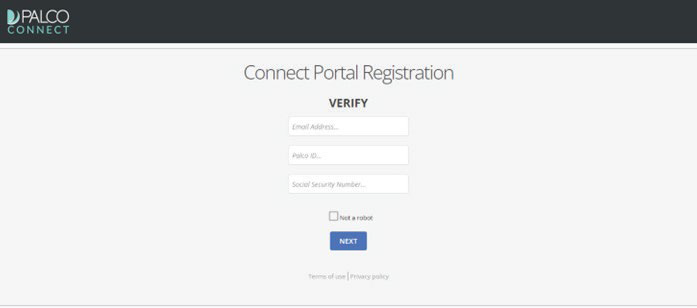 PALCO
CONNECT
Connect Portal Registration
VERIFY
Email Address...
Palco ID...
Social Security Number...
Not a robot
NEXT
Terms of use | Privacy policy